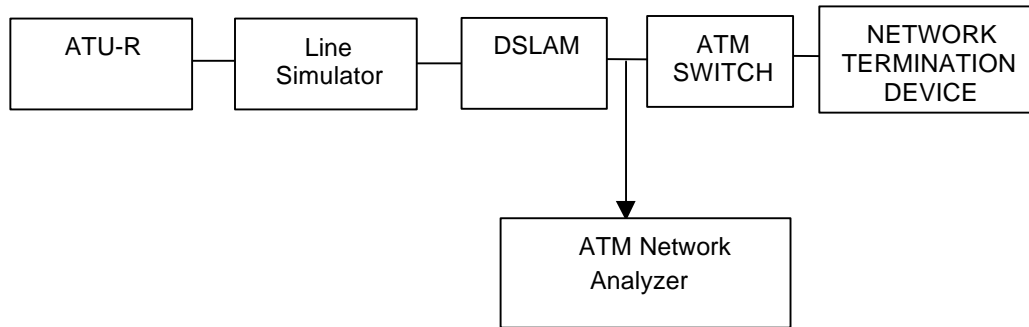 ATU-R
Line
Simulator
DSLAM
ATM
SWITCH
NETWORK
TERMINATION
DEVICE
ATM Network
Analyzer